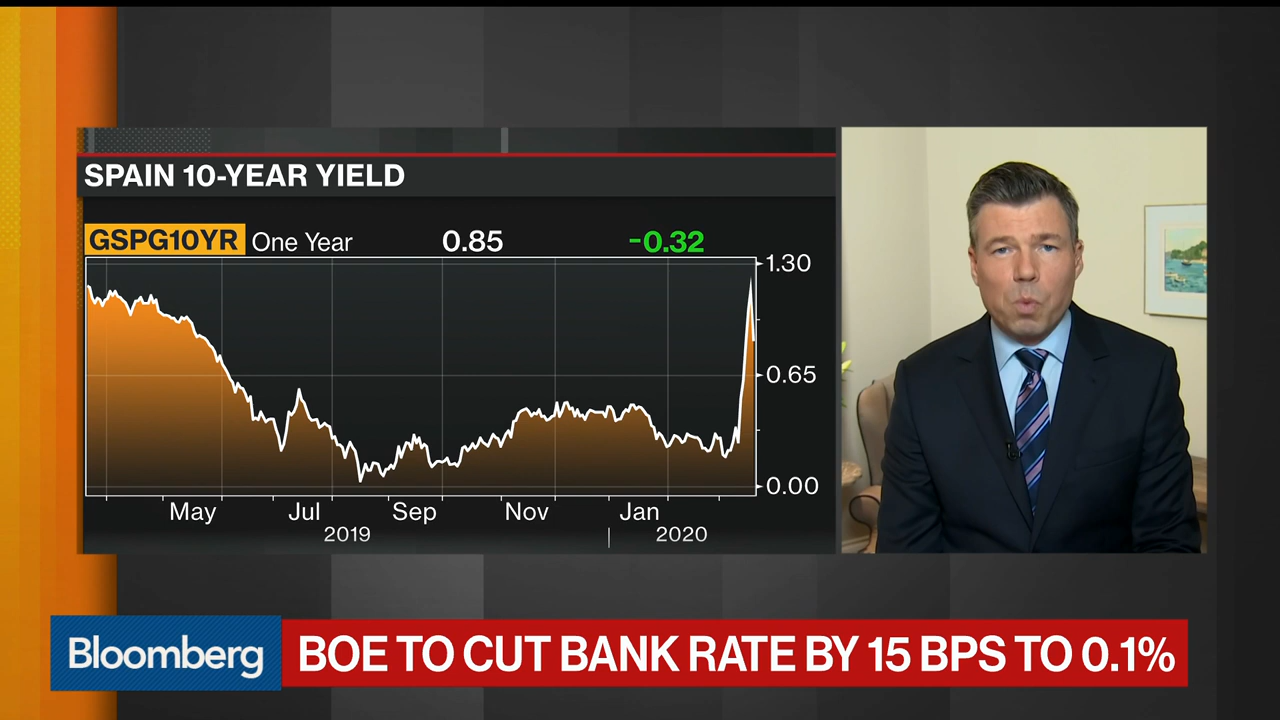 SPAIN 10-YEAR YIELD
GSPG10YR One Year 0.85 -0.32
1.30
0.65
0.00
May Jul Sep Nov Jan
2019 2020
Bloomberg BOE TO CUT BANK RATE BY 15 BPS TO 0.1%